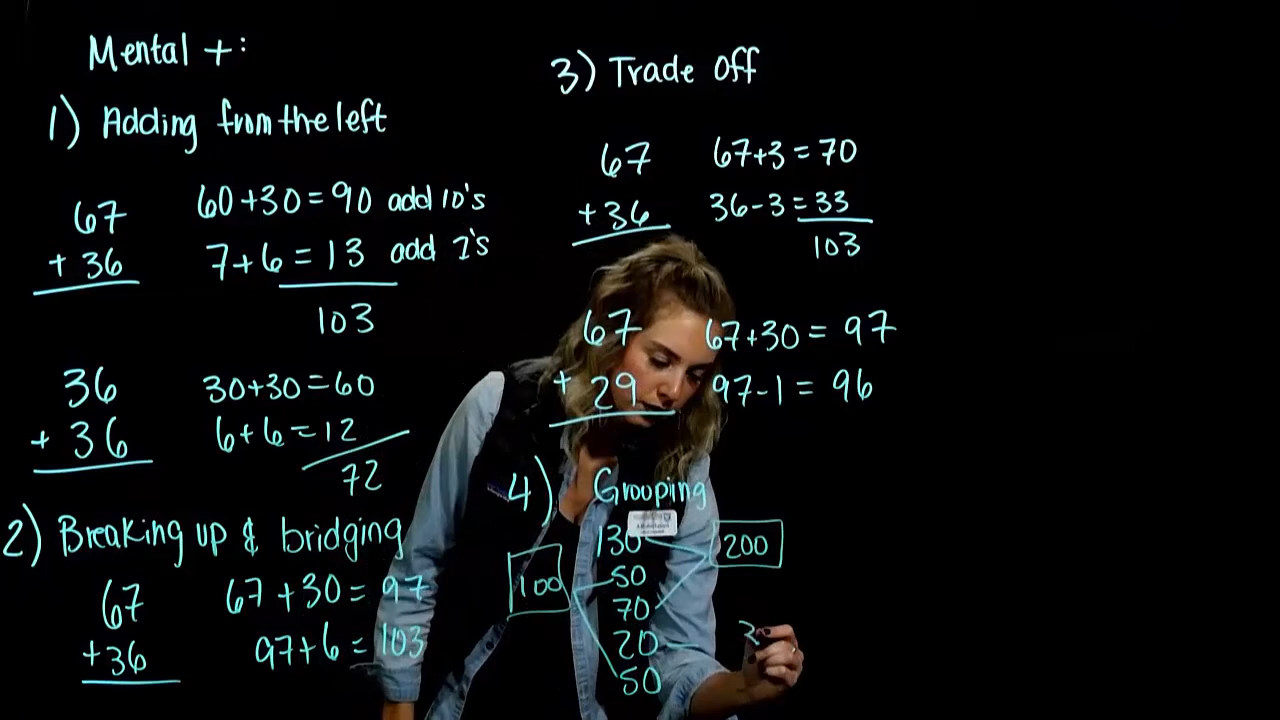 Mental +:
1) Adding from the left
67 60+30=90 add 10's
+ 36 7+6=13 add 1's
103
36 30+30=60
+ 36 6+6=12
72
2) Breaking up & bridging
67 67+30=97
+36 97+6=103
3) Trade off
67 67+3=70
+36 36-3=33
103
67 67+30=97
+ 29 97-1=96
4) Grouping
130
200
50
100
70
20
50